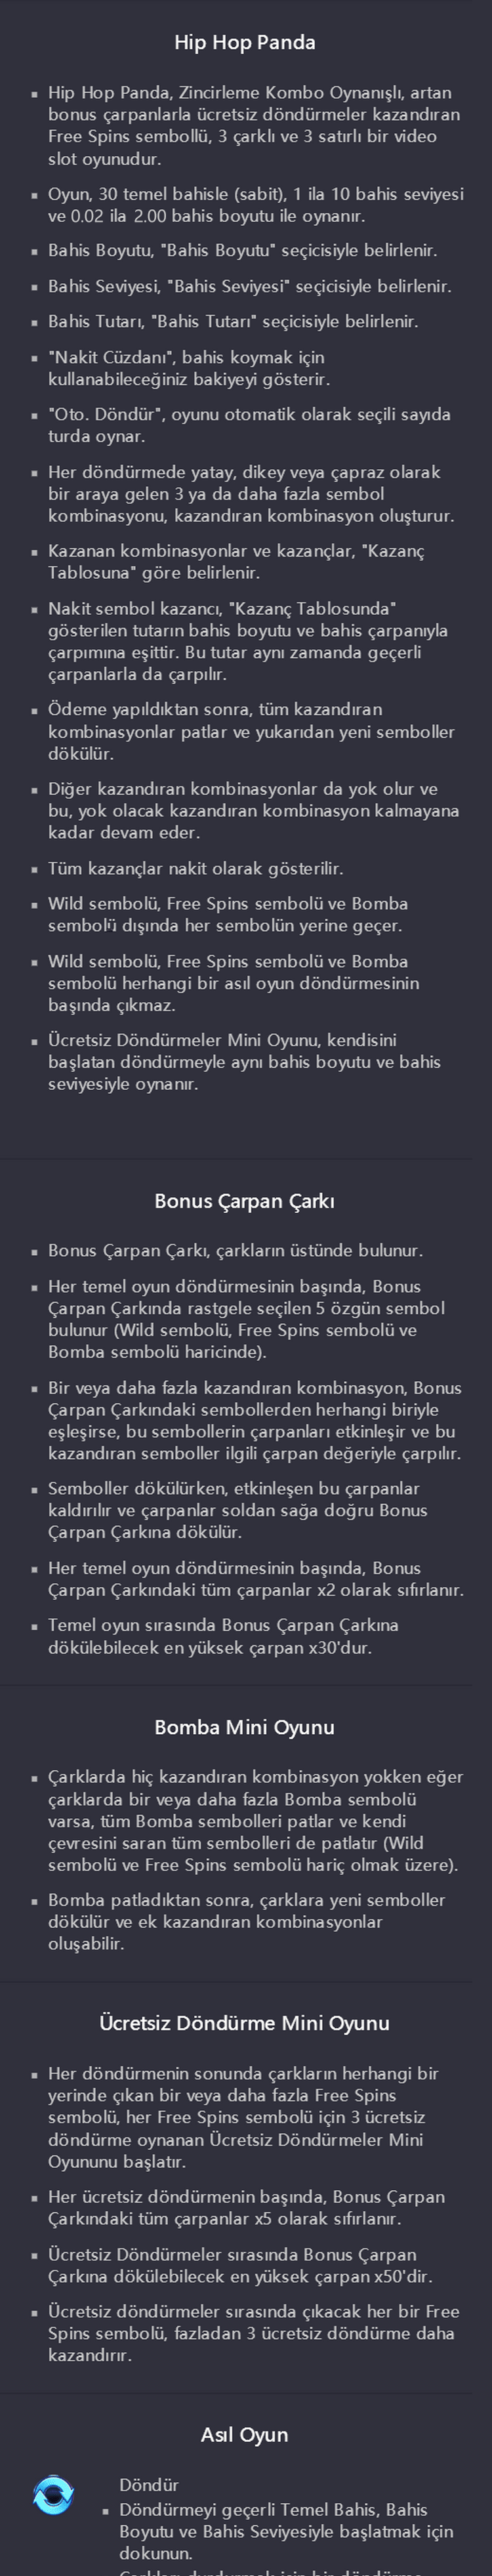 Hip Hop Panda
Hip Hop Panda, Zincirleme Kombo Oynanışlı, artan
bonus çarpanlarla ücretsiz döndürmeler kazandıran
Free Spins sembollü, 3 çarklı ve 3 satırlı bir video
slot oyunudur.
Oyun, 30 temel bahisle (sabit), 1 ila 10 bahis seviyesi
ve 0.02 ila 2.00 bahis boyutu ile oynanır.
Bahis Boyutu, "Bahis Boyutu" seçicisiyle belirlenir.
Bahis Seviyesi, "Bahis Seviyesi" seçicisiyle belirlenir.
Bahis Tutarı, "Bahis Tutarı" seçicisiyle belirlenir.
"Nakit Cüzdanı", bahis koymak için
kullanabileceğiniz bakiyeyi gösterir.
"Oto. Döndür", oyunu otomatik olarak seçili sayıda
turda oynar.
Her döndürmede yatay, dikey veya çapraz olarak
bir araya gelen 3 ya da daha fazla sembol
kombinasyonu, kazandıran kombinasyon oluşturur.
Kazanan kombinasyonlar ve kazançlar, "Kazanç
Tablosuna" göre belirlenir.
Nakit sembol kazancı, "Kazanç Tablosunda"
gösterilen tutarın bahis boyutu ve bahis çarpanıyla
çarpımına eşittir. Bu tutar aynı zamanda geçerli
çarpanlarla da çarpılır.
Ödeme yapıldıktan sonra, tüm kazandıran
kombinasyonlar patlar ve yukarıdan yeni semboller
dökülür.
Diğer kazandıran kombinasyonlar da yok olur ve
bu, yok olacak kazandıran kombinasyon kalmayana
kadar devam eder.
Tüm kazançlar nakit olarak gösterilir.
Wild sembolü, Free Spins sembolü ve Bomba
sembolü dışında her sembolün yerine geçer.
Wild sembolü, Free Spins sembolü ve Bomba
sembolü herhangi bir asıl oyun döndürmesinin
başında çıkmaz.
Ücretsiz Döndürmeler Mini Oyunu, kendisini
başlatan döndürmeyle aynı bahis boyutu ve bahis
seviyesiyle oynanır.
Bonus Çarpan Çarkı
Bonus Çarpan Çarkı, çarkların üstünde bulunur.
Her temel oyun döndürmesinin başında, Bonus
Çarpan Çarkında rastgele seçilen 5 özgün sembol
bulunur (Wild sembolü, Free Spins sembolü ve
Bomba sembolü haricinde).
Bir veya daha fazla kazandıran kombinasyon, Bonus
Çarpan Çarkındaki sembollerden herhangi biriyle
eşleşirse, bu sembollerin çarpanları etkinleşir ve bu
kazandıran semboller ilgili çarpan değeriyle çarpılır.
Semboller dökülürken, etkinleşen bu çarpanlar
kaldırılır ve çarpanlar soldan sağa doğru Bonus
Çarpan Çarkına dökülür.
Her temel oyun döndürmesinin başında, Bonus
Çarpan Çarkındaki tüm çarpanlar x2 olarak sıfırlanır.
Temel oyun sırasında Bonus Çarpan Çarkına
dökülebilecek en yüksek çarpan x30'dur.
Bomba Mini Oyunu
Çarklarda hiç kazandıran kombinasyon yokken eğer
çarklarda bir veya daha fazla Bomba sembolü
varsa, tüm Bomba sembolleri patlar ve kendi
çevresini saran tüm sembolleri de patlatır (Wild
sembolü ve Free Spins sembolü hariç olmak üzere).
Bomba patladıktan sonra, çarklara yeni semboller
dökülür ve ek kazandıran kombinasyonlar
oluşabilir.
Ücretsiz Döndürme Mini Oyunu
Her döndürmenin sonunda çarkların herhangi bir
yerinde çıkan bir veya daha fazla Free Spins
sembolü, her Free Spins sembolü için 3 ücretsiz
döndürme oynanan Ücretsiz Döndürmeler Mini
Oyununu başlatır.
Her ücretsiz döndürmenin başında, Bonus Çarpan
Çarkındaki tüm çarpanlar x5 olarak sıfırlanır.
Ücretsiz Döndürmeler sırasında Bonus Çarpan
Çarkına dökülebilecek en yüksek çarpan x50'dir.
Ücretsiz döndürmeler sırasında çıkacak her bir Free
Spins sembolü, fazladan 3 ücretsiz döndürme daha
kazandırır.
Asıl Oyun
Döndür
Döndürmeyi geçerli Temel Bahis, Bahis
Boyutu ve Bahis Seviyesiyle başlatmak için
dokunun.